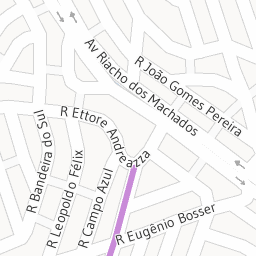 Av Riacho dos Machados
R João Gomes Pereira
R Ettore Andreazza
R Bandeira do Sul
R Leopoldo Félix
R Campo Azul
R Eugênio Bosser